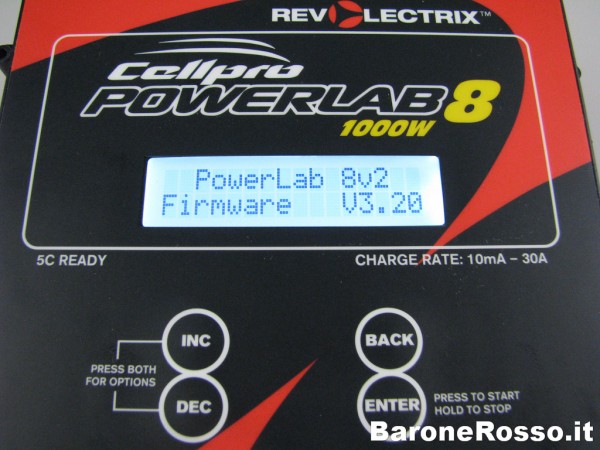 REVOLECTRIX™
Cellpro
POWERLAB 8
1000W
PowerLab 8v2
Firmware V3.20
5C READY
CHARGE RATE: 10mA – 30A
INC
BACK
PRESS BOTH
FOR OPTIONS
DEC
ENTER
PRESS TO START
HOLD TO STOP
BaroneRosso.it